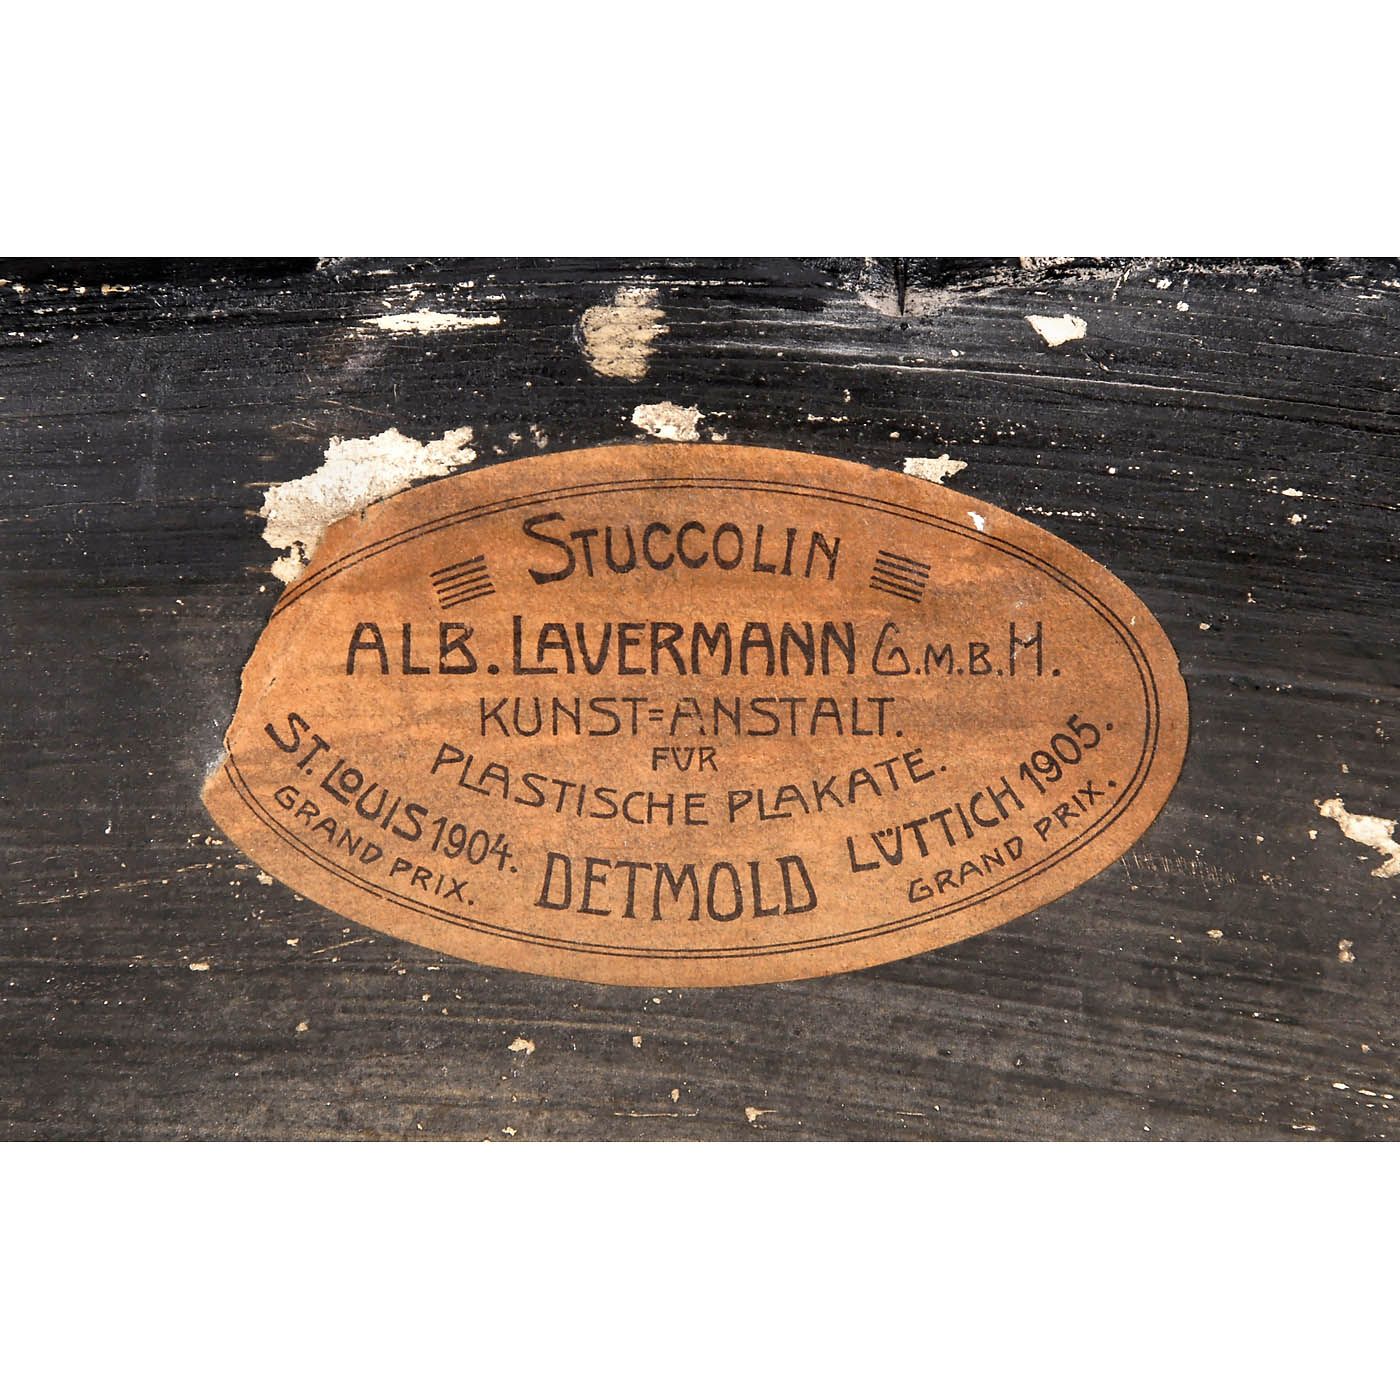 STUCCOLIN
ALB. LAVERMANN G.M.B.H.
KUNST=ANSTALT.
FÜR
PLASTISCHE PLAKATE.
ST. LOUIS 1904.
GRAND PRIX.
DETMOLD
LÜTTICH 1905.
GRAND PRIX.